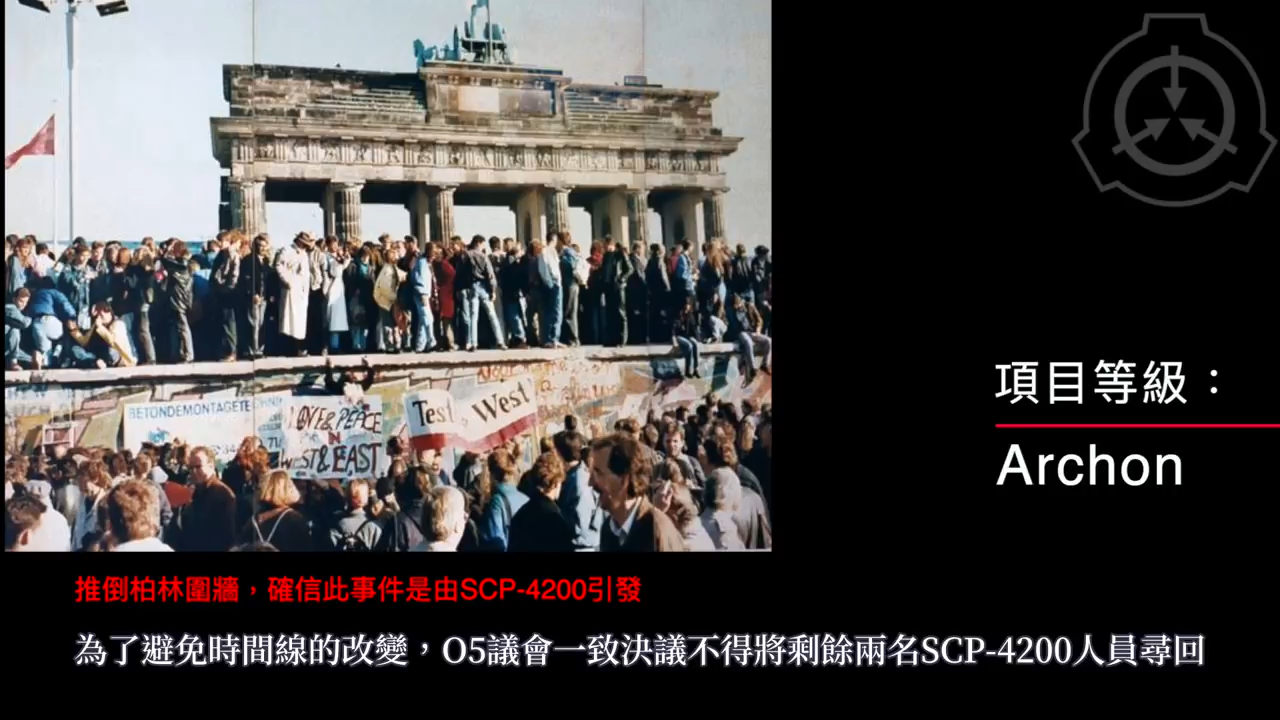 BETONDEMONTAGETECHNIK
LOVE & PEACE
IN
WEST & EAST
Test West
項目等級：
Archon
推倒柏林圍牆，確信此事件是由SCP-4200引發
為了避免時間線的改變，O5議會一致決議不得將剩餘兩名SCP-4200人員尋回